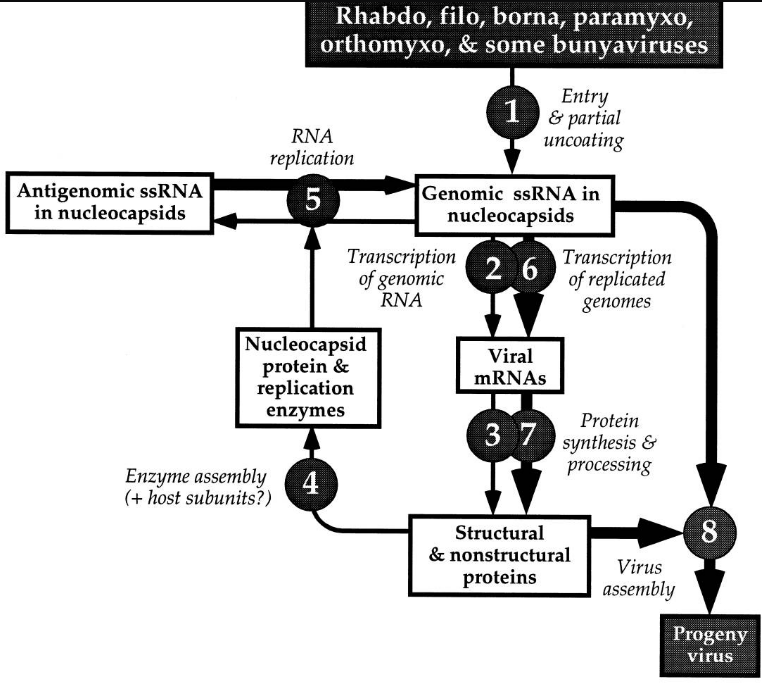 Rhabdo, filo, borna, paramyxo,
orthomyxo, & some bunyaviruses
1
Entry
& partial
uncoating
RNA
replication
Antigenomic ssRNA
in nucleocapsids
5
Genomic ssRNA in
nucleocapsids
Transcription
of genomic
RNA
2
6
Transcription
of replicated
genomes
Nucleocapsid
protein &
replication
enzymes
Viral
mRNAs
3
7
Protein
synthesis &
processing
Enzyme assembly
(+ host subunits?)
4
Structural
& nonstructural
proteins
8
Virus
assembly
Progeny
virus